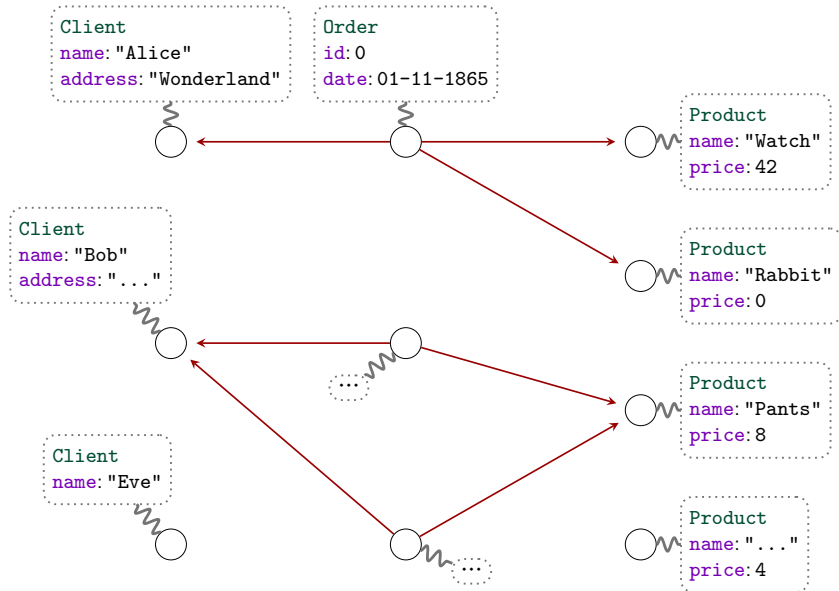 Client
name: "Alice"
address: "Wonderland"
Order
id: 0
date: 01-11-1865
Product
name: "Watch"
price: 42
Client
name: "Bob"
address: "..."
Product
name: "Rabbit"
price: 0
...
Product
name: "Pants"
price: 8
Client
name: "Eve"
...
Product
name: "..."
price: 4